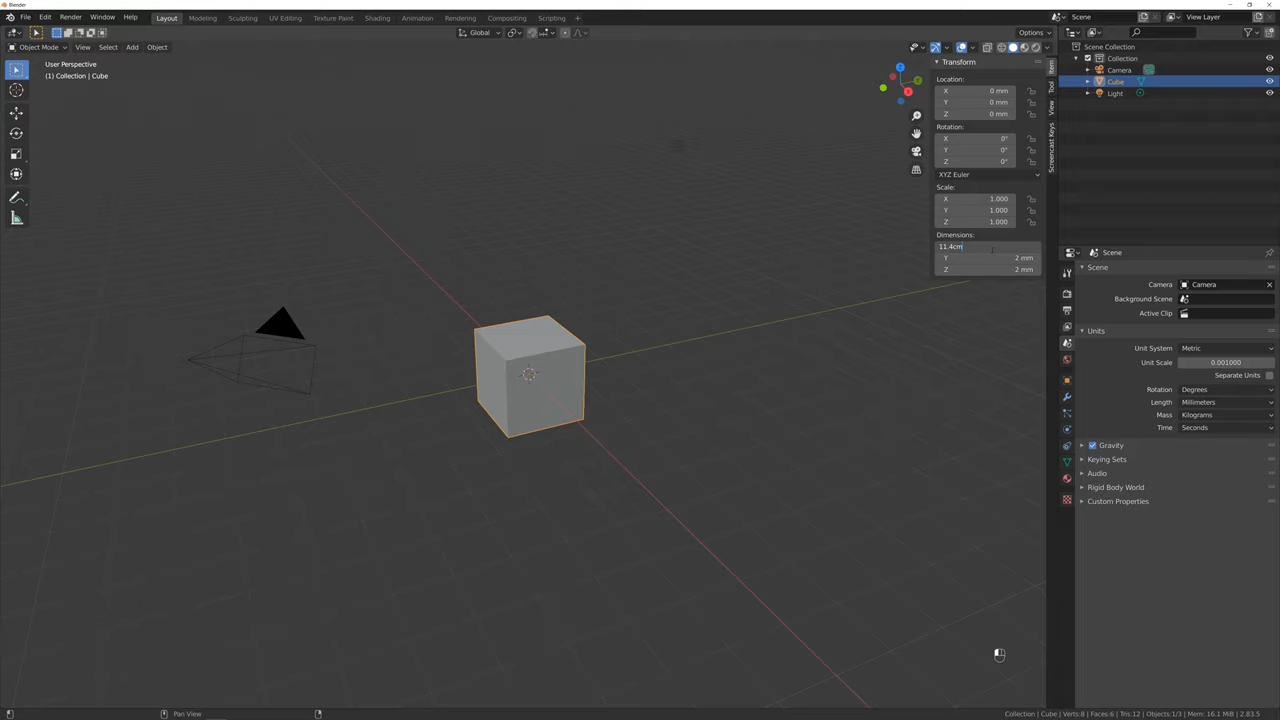 Blender
File Edit Render Window Help
Layout Modeling Sculpting UV Editing Texture Paint Shading Animation Rendering Compositing Scripting +
Scene
View Layer
Global
Options
Object Mode View Select Add Object
User Perspective
(1) Collection | Cube
Transform
Location:
X 0 mm
Y 0 mm
Z 0 mm
Rotation:
X 0°
Y 0°
Z 0°
XYZ Euler
Scale:
X 1.000
Y 1.000
Z 1.000
Dimensions:
11.4cm
Y 2 mm
Z 2 mm
Item
Tool
View
Screencast Keys
X
Y
Z
Scene Collection
Collection
Camera
Cube
Light
Scene
Scene
Camera Camera
Background Scene
Active Clip
Units
Unit System Metric
Unit Scale 0.001000
Separate Units
Rotation Degrees
Length Millimeters
Mass Kilograms
Time Seconds
Gravity
Keying Sets
Audio
Rigid Body World
Custom Properties
Pan View
Collection | Cube | Verts:8 | Faces:6 | Tris:12 | Objects:1/3 | Mem: 16.1 MiB | 2.83.5